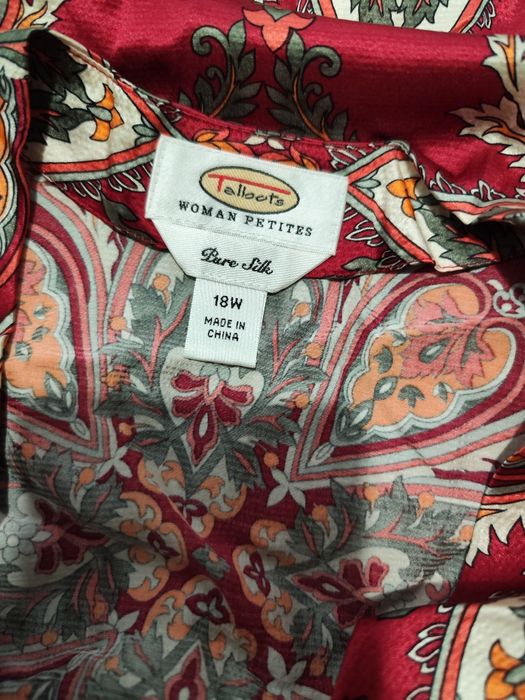 Talbots
WOMAN PETITES
Pure Silk
18W
MADE IN
CHINA